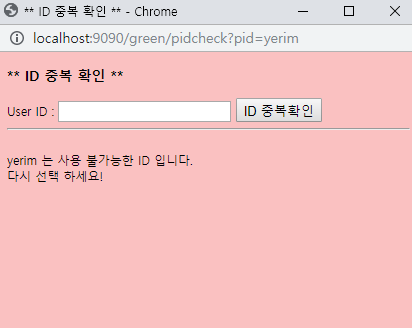 ** ID 중복 확인 ** - Chrome
localhost:9090/green/pidcheck?pid=yerim
** ID 중복 확인 **
User ID : ID 중복확인
yerim 는 사용 불가능한 ID 입니다.
다시 선택 하세요!